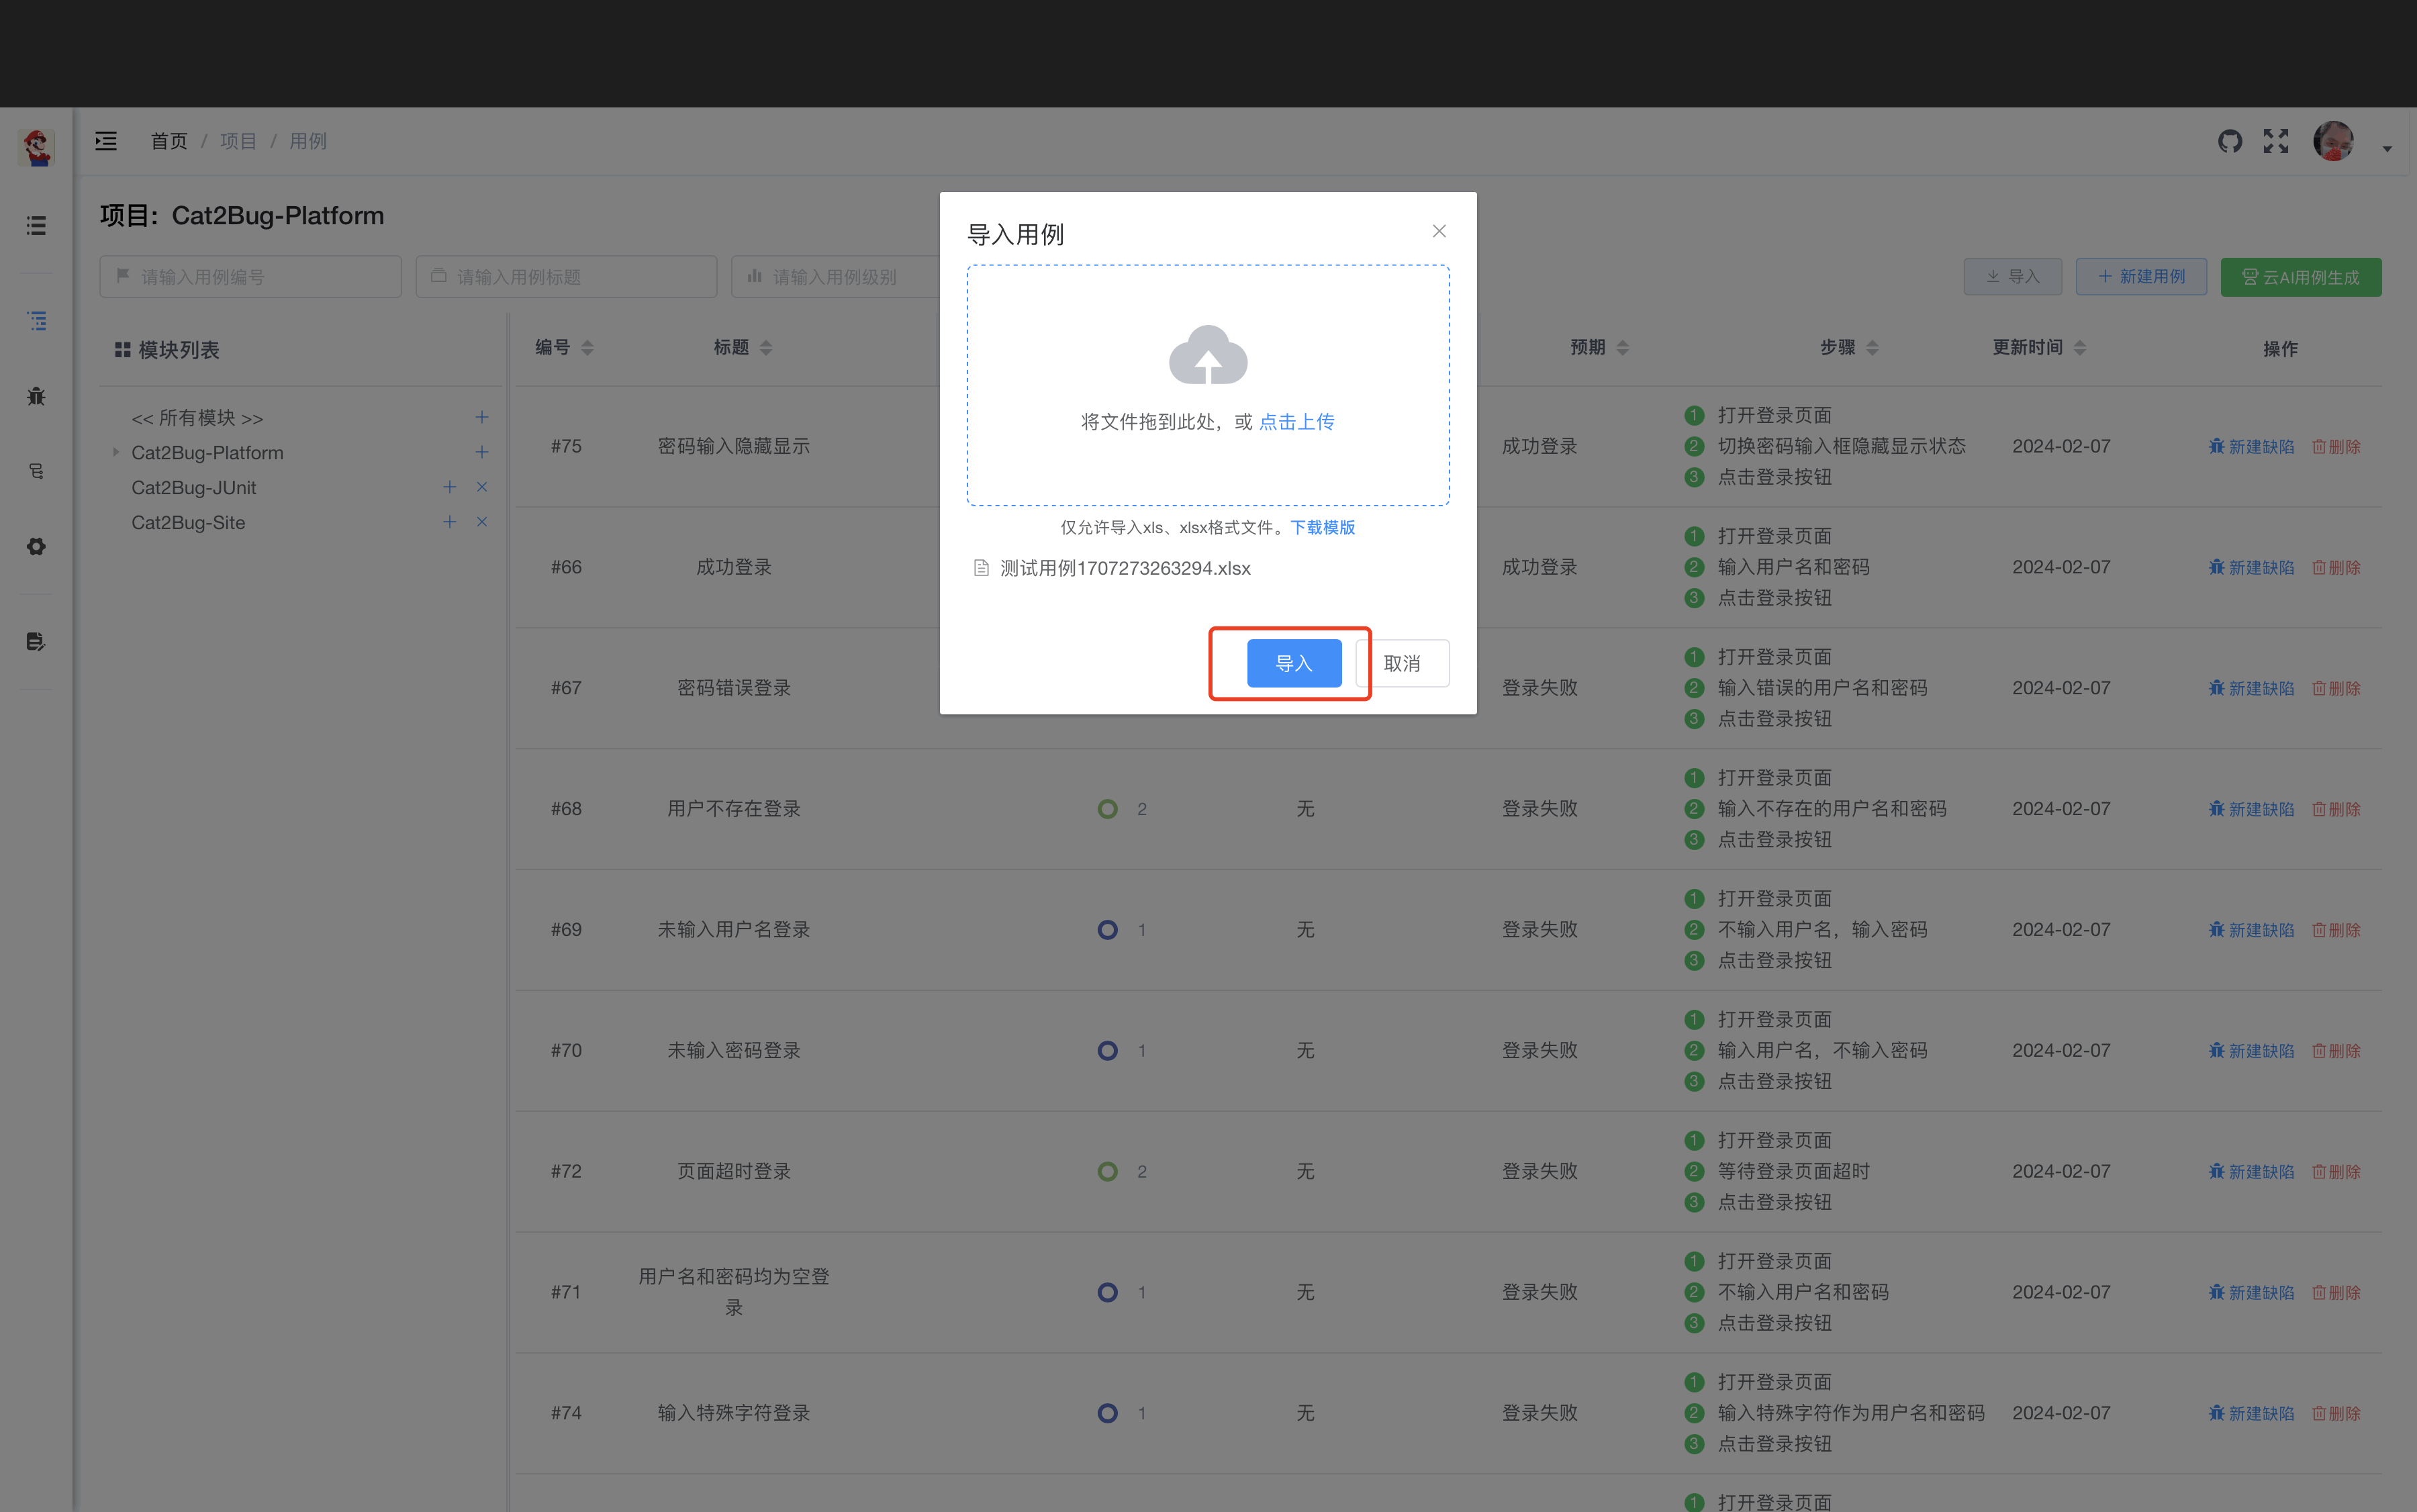 首页 / 项目 / 用例
项目: Cat2Bug-Platform
请输入用例编号
请输入用例标题
请输入用例级别
导入
新建用例
云AI用例生成
模块列表
<< 所有模块 >>
Cat2Bug-Platform
Cat2Bug-JUnit
Cat2Bug-Site
导入用例
将文件拖到此处，或 点击上传
仅允许导入xls、xlsx格式文件。下载模版
测试用例1707273263294.xlsx
导入
取消
编号 标题 预期 步骤 更新时间 操作
#75 密码输入隐藏显示 成功登录
1 打开登录页面
2 切换密码输入框隐藏显示状态
3 点击登录按钮
2024-02-07 新建缺陷 删除
#66 成功登录 成功登录
1 打开登录页面
2 输入用户名和密码
3 点击登录按钮
2024-02-07 新建缺陷 删除
#67 密码错误登录 登录失败
1 打开登录页面
2 输入错误的用户名和密码
3 点击登录按钮
2024-02-07 新建缺陷 删除
#68 用户不存在登录 2 无 登录失败
1 打开登录页面
2 输入不存在的用户名和密码
3 点击登录按钮
2024-02-07 新建缺陷 删除
#69 未输入用户名登录 1 无 登录失败
1 打开登录页面
2 不输入用户名，输入密码
3 点击登录按钮
2024-02-07 新建缺陷 删除
#70 未输入密码登录 1 无 登录失败
1 打开登录页面
2 输入用户名，不输入密码
3 点击登录按钮
2024-02-07 新建缺陷 删除
#72 页面超时登录 2 无 登录失败
1 打开登录页面
2 等待登录页面超时
3 点击登录按钮
2024-02-07 新建缺陷 删除
#71 用户名和密码均为空登
录
1 无 登录失败
1 打开登录页面
2 不输入用户名和密码
3 点击登录按钮
2024-02-07 新建缺陷 删除
#74 输入特殊字符登录 1 无 登录失败
1 打开登录页面
2 输入特殊字符作为用户名和密码
3 点击登录按钮
2024-02-07 新建缺陷 删除
1 打开登录页面